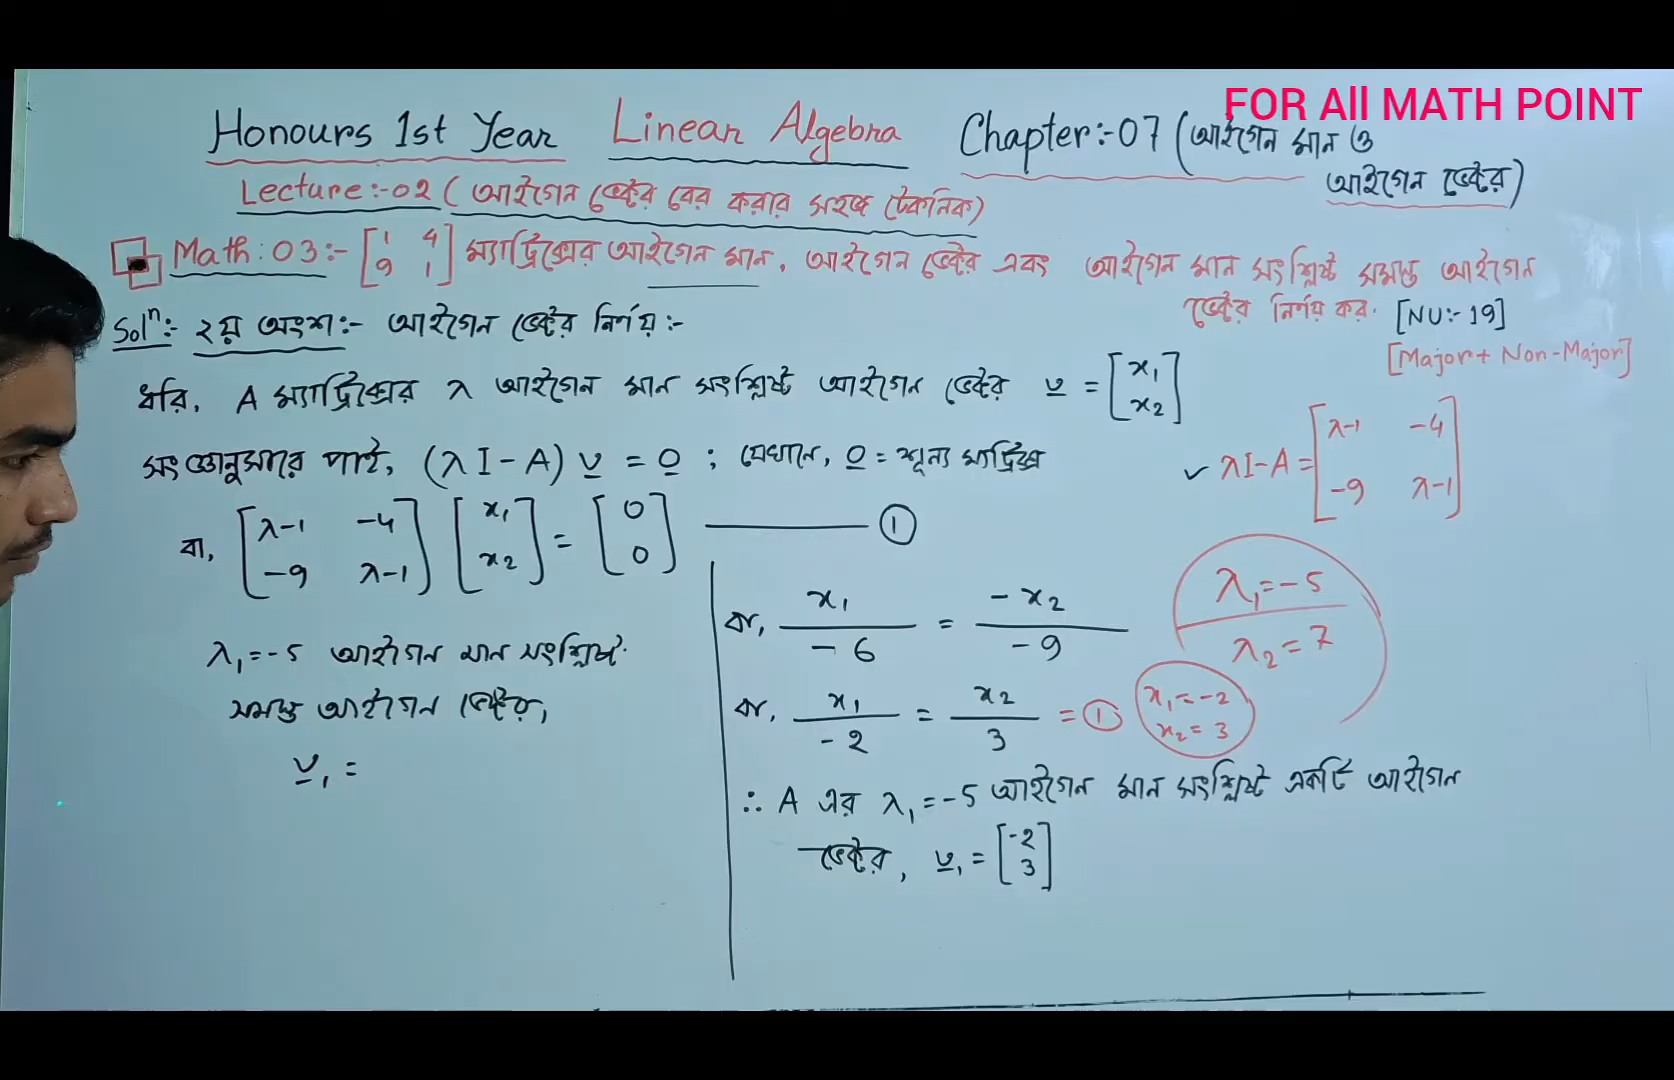 FOR All MATH POINT
Honours 1st Year Linear Algebra Chapter:-07 (আইগেন মান ও
আইগেন ভেক্টর)
Lecture:-02 (আইগেন ভেক্টর বের করার সহজ টেকনিক)
Math: 03:- [1 4; 9 1] ম্যাট্রিক্সের আইগেন মান, আইগেন ভেক্টর এবং আইগেন মান সংশ্লিষ্ট সমস্ত আইগেন
ভেক্টর নির্ণয় কর. [NU:-19]
[Major+ Non-Major]
Solⁿ:- ২য় অংশ:- আইগেন ভেক্টর নির্ণয়:-
ধরি, A ম্যাট্রিক্সের λ আইগেন মান সংশ্লিষ্ট আইগেন ভেক্টর v = [x₁; x₂]
সংজ্ঞানুসারে পাই, (λI-A) v = 0 ; যেখানে, 0 = শূন্য ম্যাট্রিক্স
✓ λI-A = [λ-1 -4; -9 λ-1]
বা, [λ-1 -4; -9 λ-1] [x₁; x₂] = [0; 0] ——— ①
λ₁=-5 আইগেন মান সংশ্লিষ্ট
সমস্ত আইগেন ভেক্টর,
v₁ =
বা, x₁/-6 = -x₂/-9
λ₁=-5
λ₂=7
বা, x₁/-2 = x₂/3 = ①
x₁=-2
x₂=3
∴ A এর λ₁=-5 আইগেন মান সংশ্লিষ্ট একটি আইগেন
ভেক্টর, v₁ = [-2; 3]